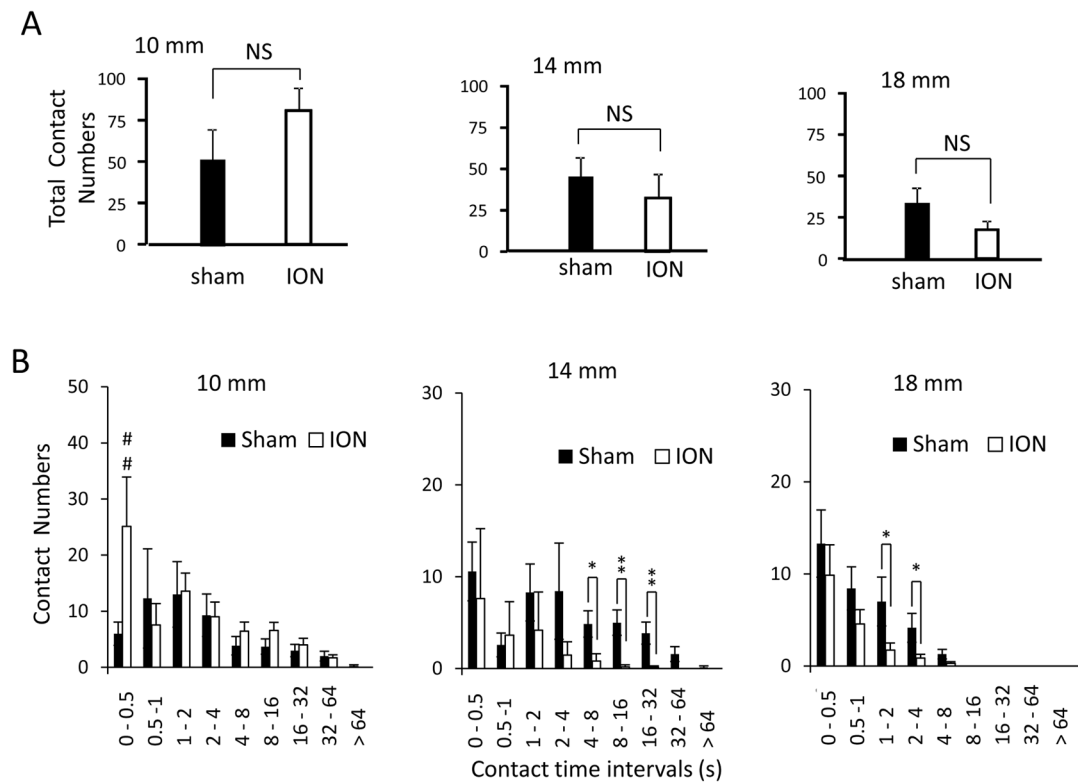 A
10 mm
NS
100
75
50
25
0
sham
ION
Total Contact
Numbers
14 mm
NS
100
75
50
25
0
sham
ION
18 mm
NS
100
75
50
25
0
sham
ION
B
10 mm
50
40
30
20
10
0
Contact Numbers
#
#
Sham
ION
0 - 0.5
0.5 -1
1 - 2
2 - 4
4 - 8
8 - 16
16 - 32
32 - 64
> 64
14 mm
30
20
10
0
Sham
ION
*
**
**
0 - 0.5
0.5 -1
1 - 2
2 - 4
4 - 8
8 - 16
16 - 32
32 - 64
> 64
18 mm
30
20
10
0
Sham
ION
*
*
0 - 0.5
0.5 -1
1 - 2
2 - 4
4 - 8
8 - 16
16 - 32
32 - 64
> 64
Contact time intervals (s)